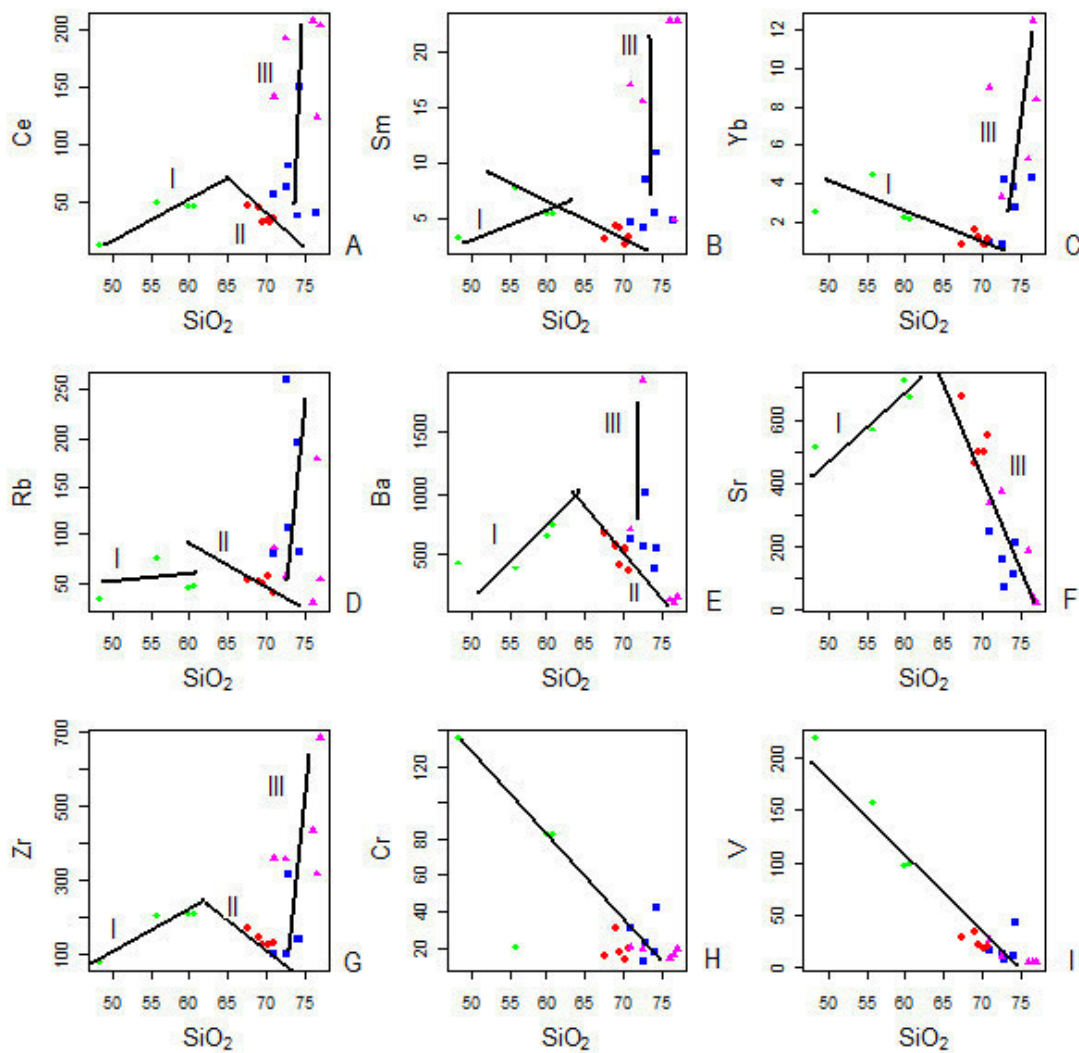 Ce
50 100 150 200
I
II
III
A
50 55 60 65 70 75
SiO₂
Sm
5 10 15 20
I
III
B
50 55 60 65 70 75
SiO₂
Yb
2 4 6 8 10 12
I
III
C
50 55 60 65 70 75
SiO₂
Rb
50 100 150 200 250
I
II
D
50 55 60 65 70 75
SiO₂
Ba
500 1000 1500
I
III
II
E
50 55 60 65 70 75
SiO₂
Sr
0 200 400 600
I
III
F
50 55 60 65 70 75
SiO₂
Zr
100 300 500 700
I
II
III
G
50 55 60 65 70 75
SiO₂
Cr
20 40 60 80 120
H
50 55 60 65 70 75
SiO₂
V
0 50 100 150 200
I
50 55 60 65 70 75
SiO₂